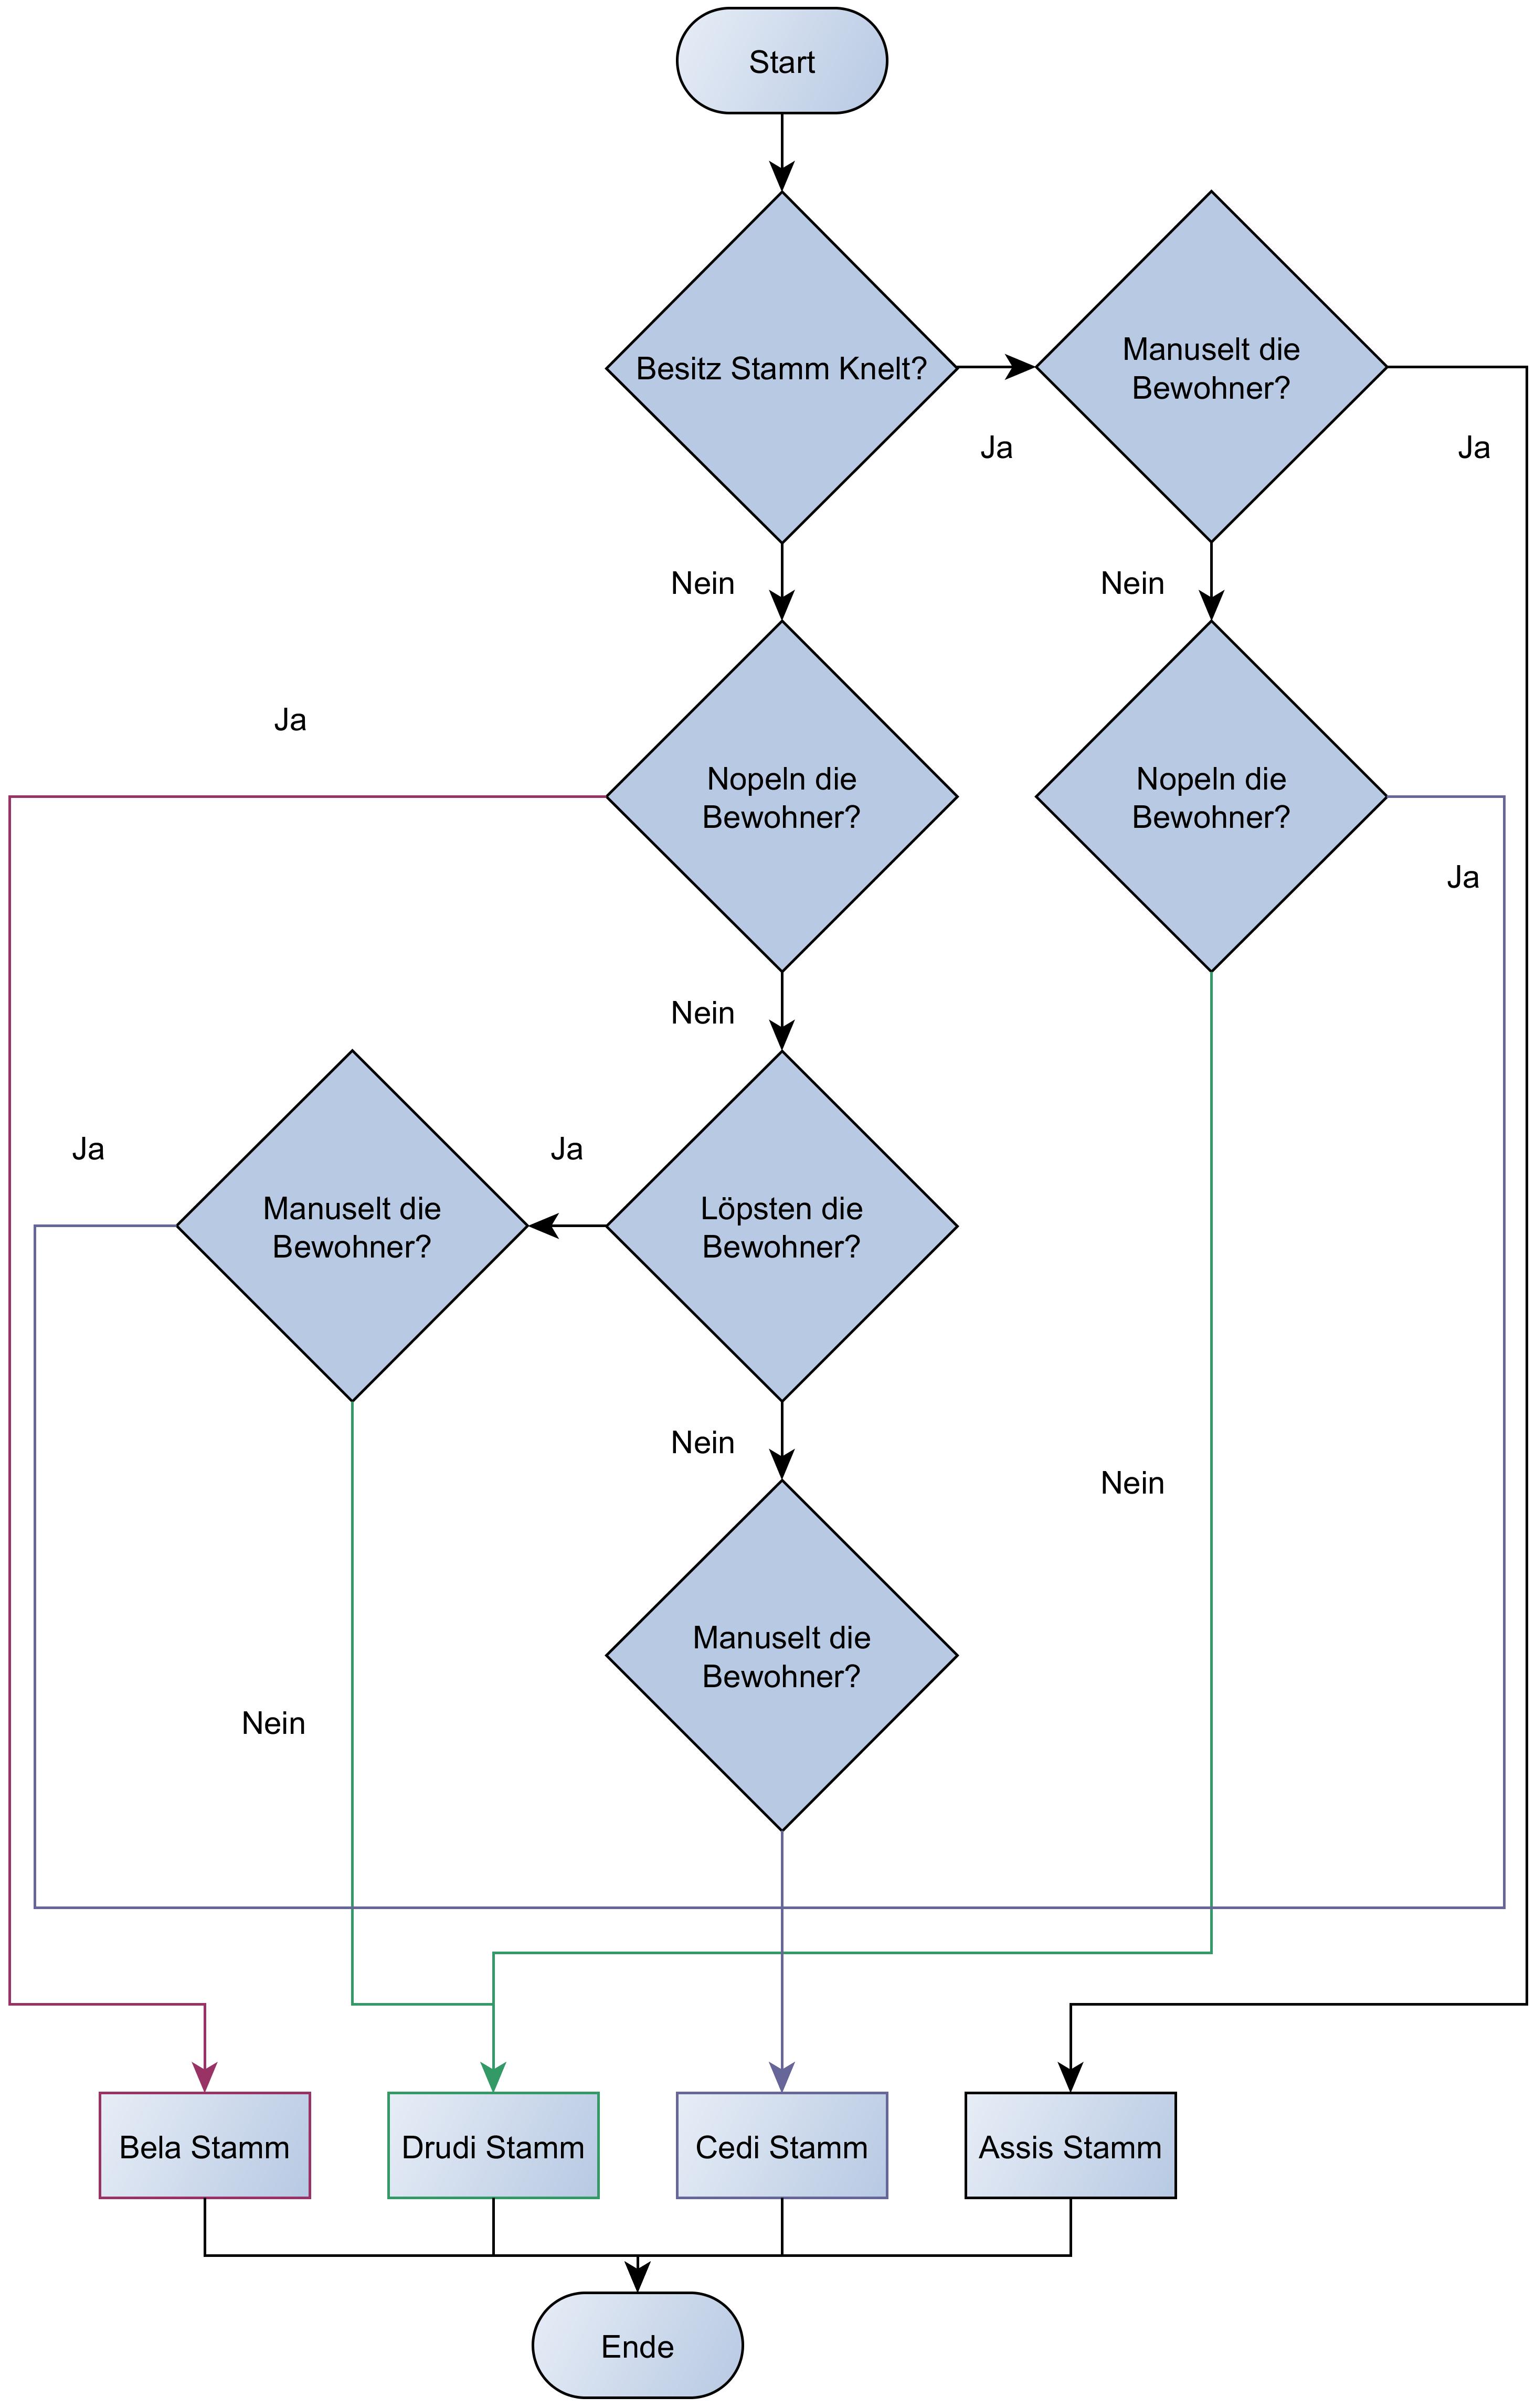 Start
Besitz Stamm Knelt?
Manuselt die
Bewohner?
Ja
Ja
Nein
Nein
Ja
Nopeln die
Bewohner?
Nopeln die
Bewohner?
Ja
Nein
Ja
Ja
Manuselt die
Bewohner?
Löpsten die
Bewohner?
Nein
Nein
Manuselt die
Bewohner?
Nein
Bela Stamm
Drudi Stamm
Cedi Stamm
Assis Stamm
Ende